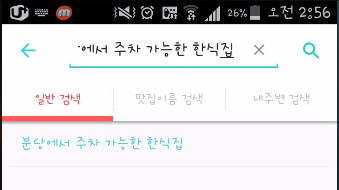 26% 오전 2:56
에서 주차 가능한 한식집
일반 검색 맛집이름 검색 내주변 검색
분당에서 주차 가능한 한식집